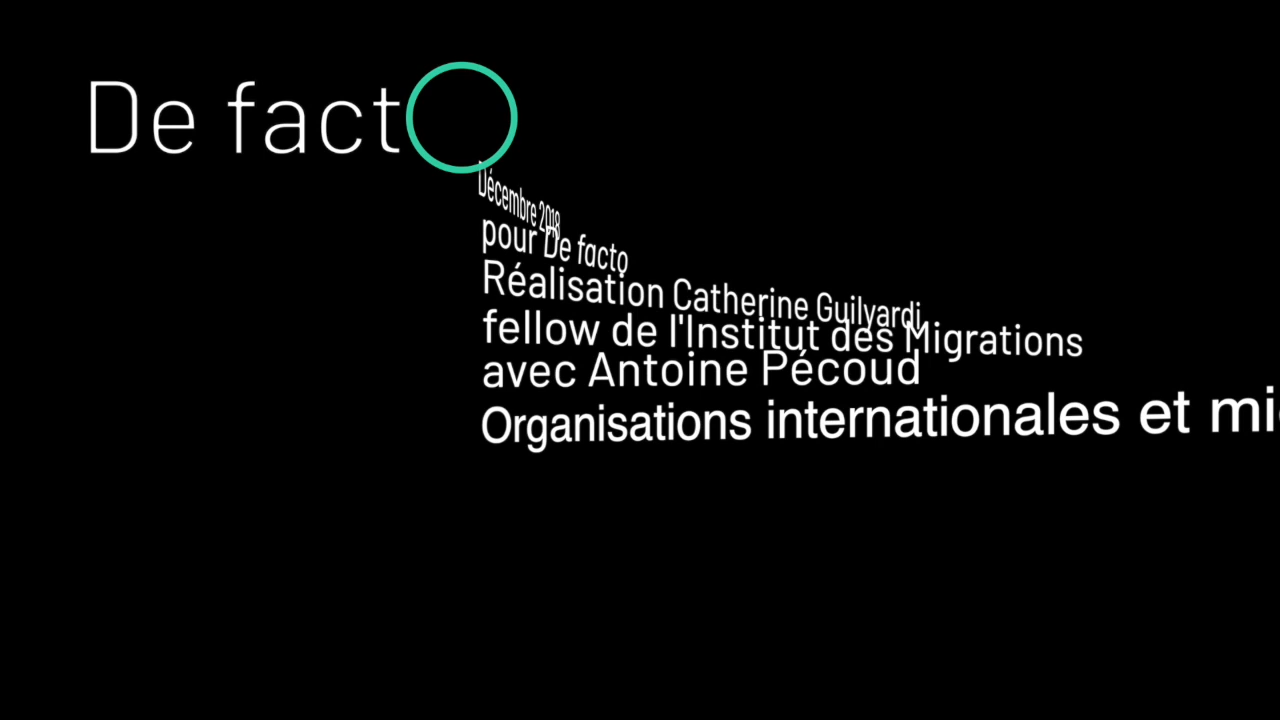 De facto
Décembre 2018
pour De facto
Réalisation Catherine Guilyardi
fellow de l'Institut des Migrations
avec Antoine Pécoud
Organisations internationales et mi